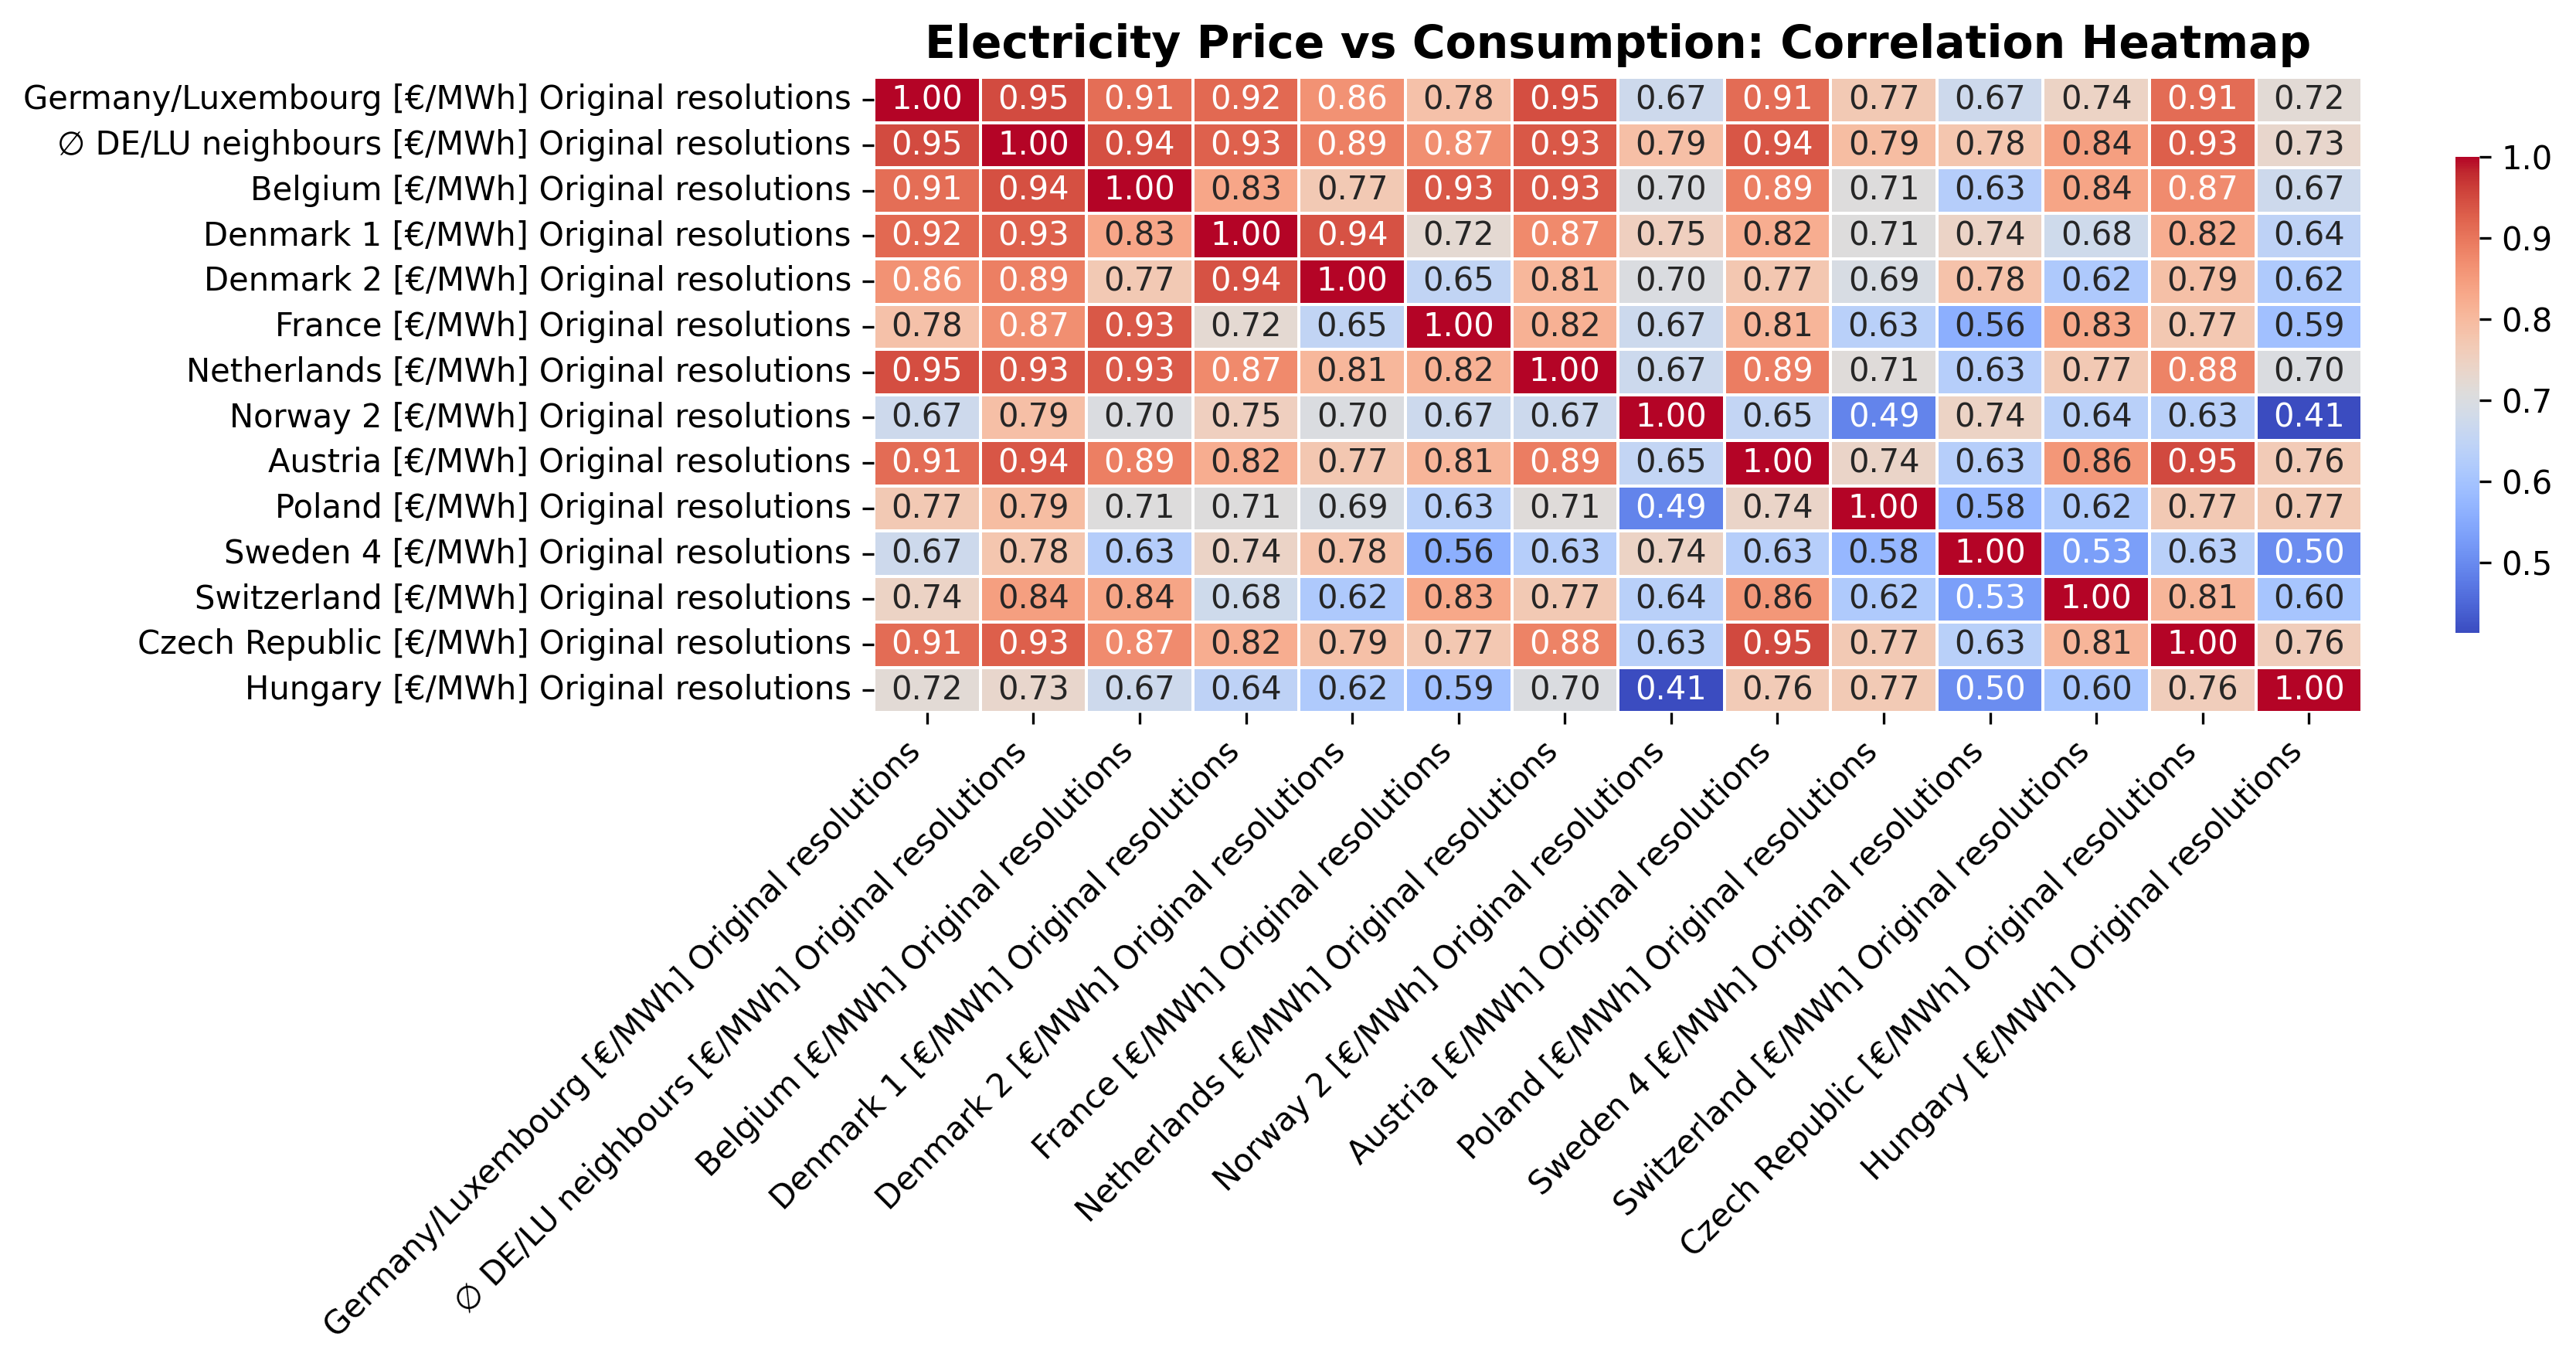 Electricity Price vs Consumption: Correlation Heatmap
Germany/Luxembourg [€/MWh] Original resolutions 1.00 0.95 0.91 0.92 0.86 0.78 0.95 0.67 0.91 0.77 0.67 0.74 0.91 0.72
∅ DE/LU neighbours [€/MWh] Original resolutions 0.95 1.00 0.94 0.93 0.89 0.87 0.93 0.79 0.94 0.79 0.78 0.84 0.93 0.73
Belgium [€/MWh] Original resolutions 0.91 0.94 1.00 0.83 0.77 0.93 0.93 0.70 0.89 0.71 0.63 0.84 0.87 0.67
Denmark 1 [€/MWh] Original resolutions 0.92 0.93 0.83 1.00 0.94 0.72 0.87 0.75 0.82 0.71 0.74 0.68 0.82 0.64
Denmark 2 [€/MWh] Original resolutions 0.86 0.89 0.77 0.94 1.00 0.65 0.81 0.70 0.77 0.69 0.78 0.62 0.79 0.62
France [€/MWh] Original resolutions 0.78 0.87 0.93 0.72 0.65 1.00 0.82 0.67 0.81 0.63 0.56 0.83 0.77 0.59
Netherlands [€/MWh] Original resolutions 0.95 0.93 0.93 0.87 0.81 0.82 1.00 0.67 0.89 0.71 0.63 0.77 0.88 0.70
Norway 2 [€/MWh] Original resolutions 0.67 0.79 0.70 0.75 0.70 0.67 0.67 1.00 0.65 0.49 0.74 0.64 0.63 0.41
Austria [€/MWh] Original resolutions 0.91 0.94 0.89 0.82 0.77 0.81 0.89 0.65 1.00 0.74 0.63 0.86 0.95 0.76
Poland [€/MWh] Original resolutions 0.77 0.79 0.71 0.71 0.69 0.63 0.71 0.49 0.74 1.00 0.58 0.62 0.77 0.77
Sweden 4 [€/MWh] Original resolutions 0.67 0.78 0.63 0.74 0.78 0.56 0.63 0.74 0.63 0.58 1.00 0.53 0.63 0.50
Switzerland [€/MWh] Original resolutions 0.74 0.84 0.84 0.68 0.62 0.83 0.77 0.64 0.86 0.62 0.53 1.00 0.81 0.60
Czech Republic [€/MWh] Original resolutions 0.91 0.93 0.87 0.82 0.79 0.77 0.88 0.63 0.95 0.77 0.63 0.81 1.00 0.76
Hungary [€/MWh] Original resolutions 0.72 0.73 0.67 0.64 0.62 0.59 0.70 0.41 0.76 0.77 0.50 0.60 0.76 1.00
Germany/Luxembourg [€/MWh] Original resolutions
∅ DE/LU neighbours [€/MWh] Original resolutions
Belgium [€/MWh] Original resolutions
Denmark 1 [€/MWh] Original resolutions
Denmark 2 [€/MWh] Original resolutions
France [€/MWh] Original resolutions
Netherlands [€/MWh] Original resolutions
Norway 2 [€/MWh] Original resolutions
Austria [€/MWh] Original resolutions
Poland [€/MWh] Original resolutions
Sweden 4 [€/MWh] Original resolutions
Switzerland [€/MWh] Original resolutions
Czech Republic [€/MWh] Original resolutions
Hungary [€/MWh] Original resolutions
1.0
0.9
0.8
0.7
0.6
0.5